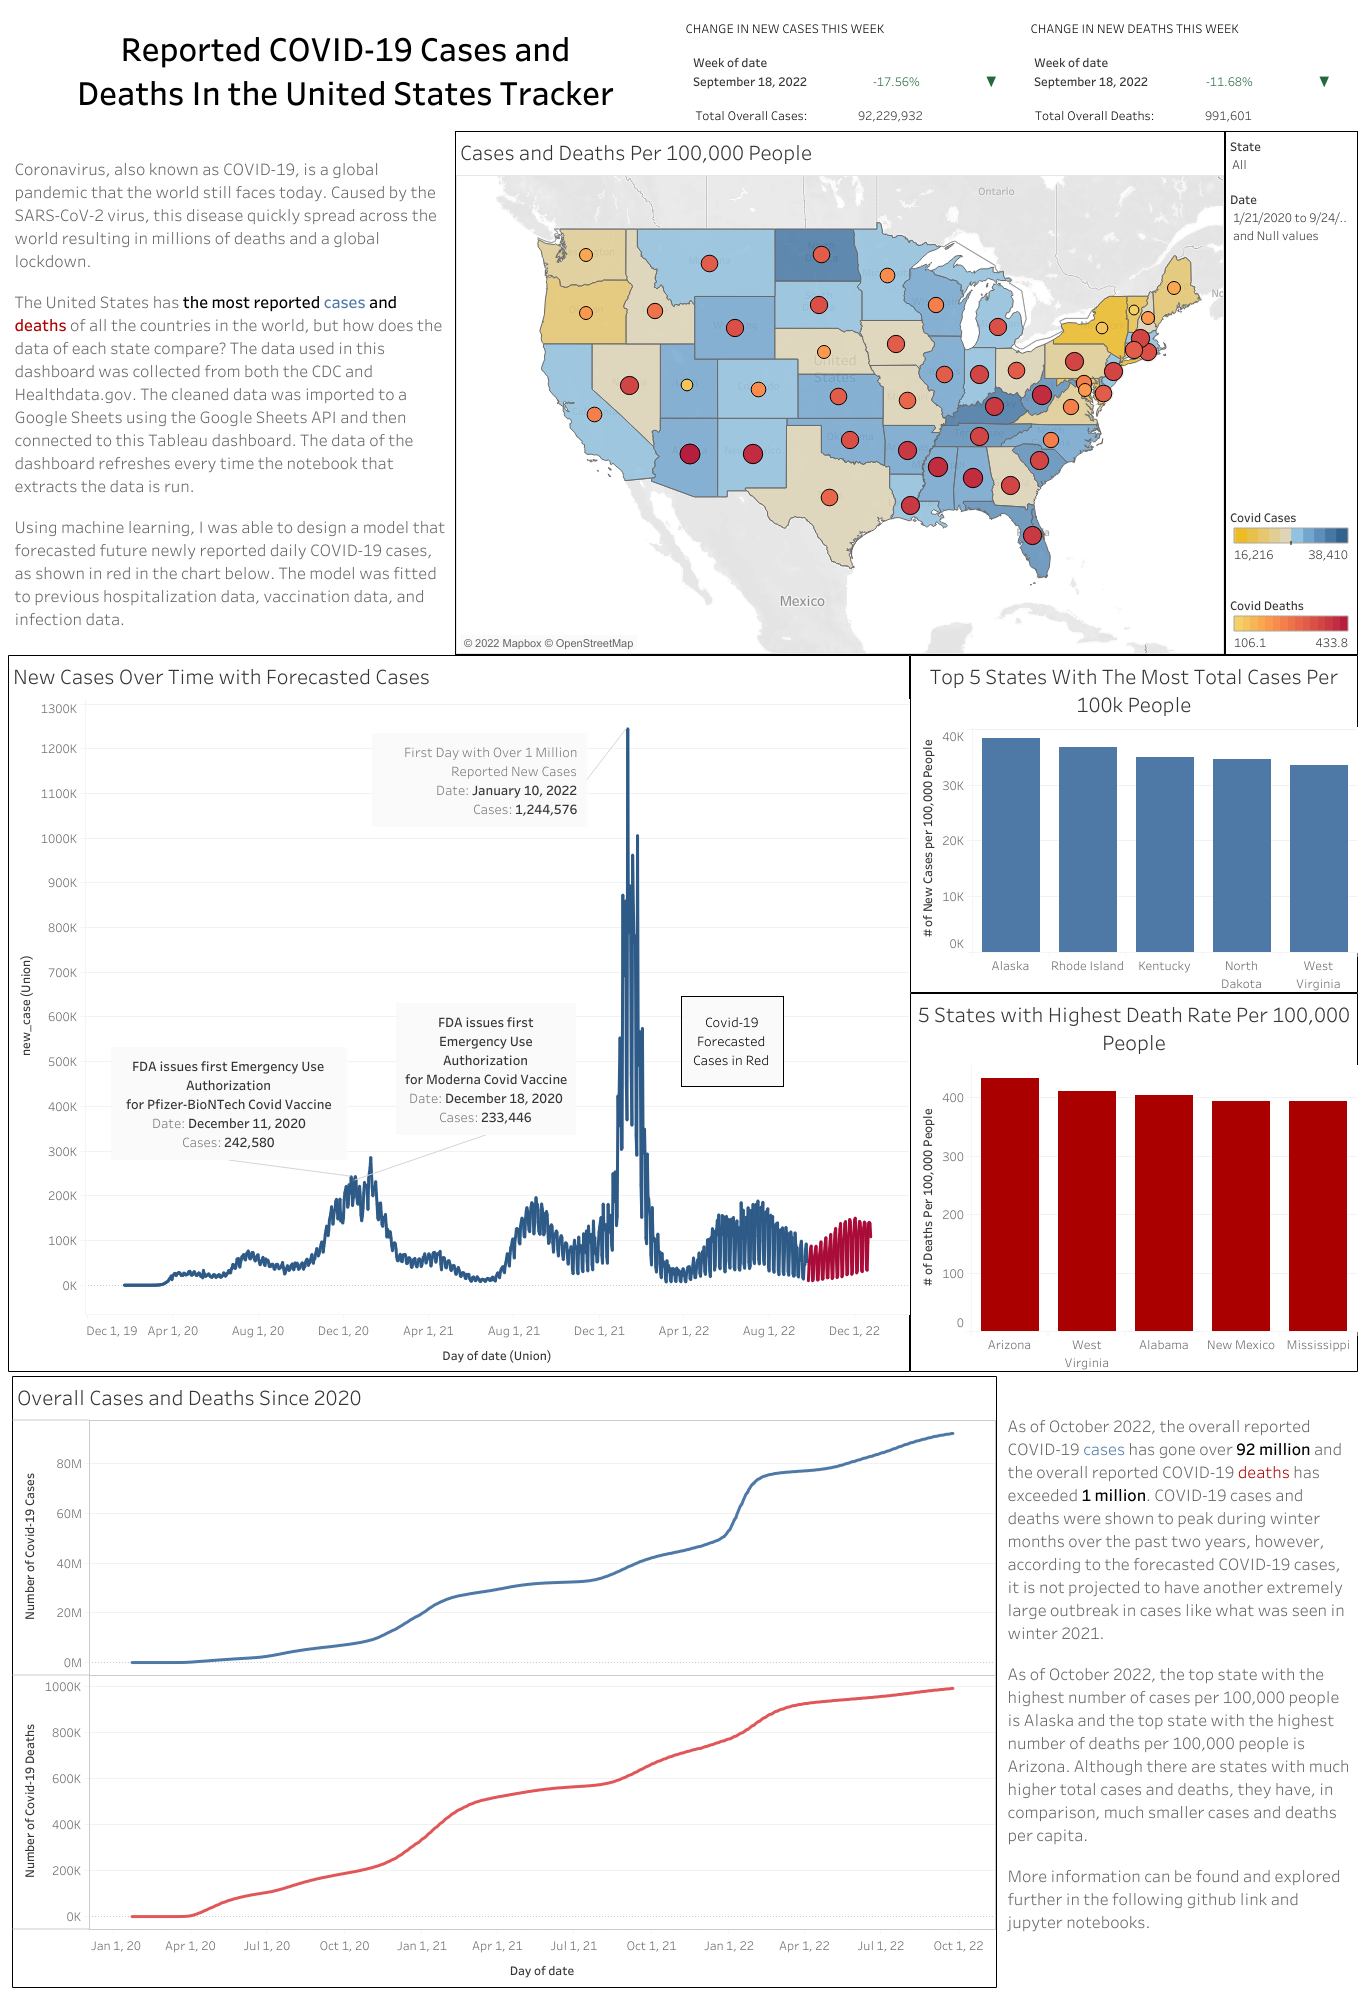 Reported COVID-19 Cases and
Deaths In the United States Tracker
CHANGE IN NEW CASES THIS WEEK
Week of date
September 18, 2022 -17.56% ▼
Total Overall Cases: 92,229,932
CHANGE IN NEW DEATHS THIS WEEK
Week of date
September 18, 2022 -11.68% ▼
Total Overall Deaths: 991,601
Coronavirus, also known as COVID-19, is a global
pandemic that the world still faces today. Caused by the
SARS-CoV-2 virus, this disease quickly spread across the
world resulting in millions of deaths and a global
lockdown.
The United States has the most reported cases and
deaths of all the countries in the world, but how does the
data of each state compare? The data used in this
dashboard was collected from both the CDC and
Healthdata.gov. The cleaned data was imported to a
Google Sheets using the Google Sheets API and then
connected to this Tableau dashboard. The data of the
dashboard refreshes every time the notebook that
extracts the data is run.
Using machine learning, I was able to design a model that
forecasted future newly reported daily COVID-19 cases,
as shown in red in the chart below. The model was fitted
to previous hospitalization data, vaccination data, and
infection data.
Cases and Deaths Per 100,000 People
Ontario
United
States
Mexico
© 2022 Mapbox © OpenStreetMap
State
All
Date
1/21/2020 to 9/24/..
and Null values
Covid Cases
16,216 38,410
Covid Deaths
106.1 433.8
New Cases Over Time with Forecasted Cases
new_case (Union)
1300K
1200K
1100K
1000K
900K
800K
700K
600K
500K
400K
300K
200K
100K
0K
First Day with Over 1 Million
Reported New Cases
Date: January 10, 2022
Cases: 1,244,576
FDA issues first Emergency Use
Authorization
for Pfizer-BioNTech Covid Vaccine
Date: December 11, 2020
Cases: 242,580
FDA issues first
Emergency Use
Authorization
for Moderna Covid Vaccine
Date: December 18, 2020
Cases: 233,446
Covid-19
Forecasted
Cases in Red
Dec 1, 19 Apr 1, 20 Aug 1, 20 Dec 1, 20 Apr 1, 21 Aug 1, 21 Dec 1, 21 Apr 1, 22 Aug 1, 22 Dec 1, 22
Day of date (Union)
Top 5 States With The Most Total Cases Per
100k People
# of New Cases per 100,000 People
40K
30K
20K
10K
0K
Alaska Rhode Island Kentucky North Dakota West Virginia
5 States with Highest Death Rate Per 100,000
People
# of Deaths Per 100,000 People
400
300
200
100
0
Arizona West Virginia Alabama New Mexico Mississippi
Overall Cases and Deaths Since 2020
Number of Covid-19 Cases
80M
60M
40M
20M
0M
Number of Covid-19 Deaths
1000K
800K
600K
400K
200K
0K
Jan 1, 20 Apr 1, 20 Jul 1, 20 Oct 1, 20 Jan 1, 21 Apr 1, 21 Jul 1, 21 Oct 1, 21 Jan 1, 22 Apr 1, 22 Jul 1, 22 Oct 1, 22
Day of date
As of October 2022, the overall reported
COVID-19 cases has gone over 92 million and
the overall reported COVID-19 deaths has
exceeded 1 million. COVID-19 cases and
deaths were shown to peak during winter
months over the past two years, however,
according to the forecasted COVID-19 cases,
it is not projected to have another extremely
large outbreak in cases like what was seen in
winter 2021.
As of October 2022, the top state with the
highest number of cases per 100,000 people
is Alaska and the top state with the highest
number of deaths per 100,000 people is
Arizona. Although there are states with much
higher total cases and deaths, they have, in
comparison, much smaller cases and deaths
per capita.
More information can be found and explored
further in the following github link and
jupyter notebooks.